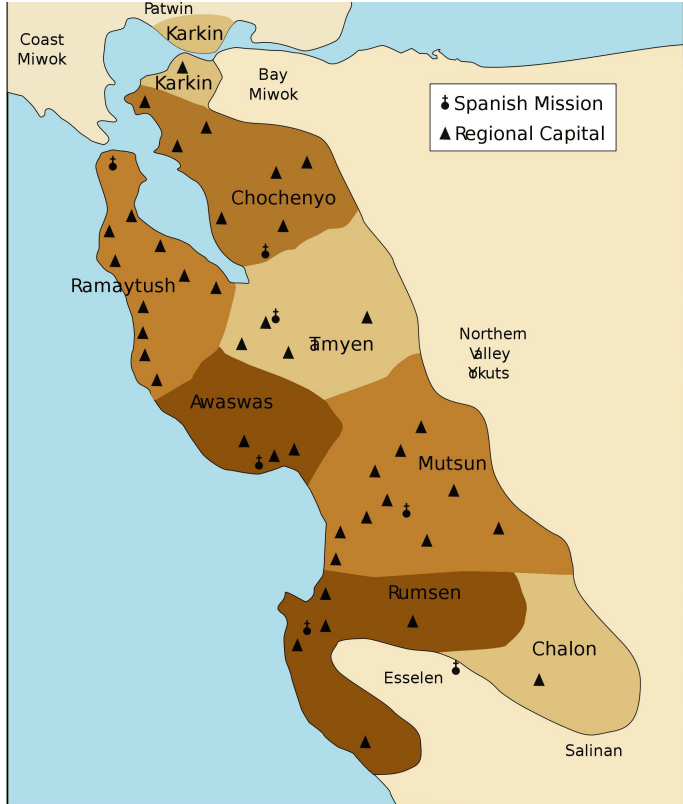 Patwin
Karkin
Coast
Miwok
Karkin
Bay
Miwok
Spanish Mission
Regional Capital
Chochenyo
Ramaytush
Tamyen
Northern
Valley
Yokuts
Awaswas
Mutsun
Rumsen
Chalon
Esselen
Salinan